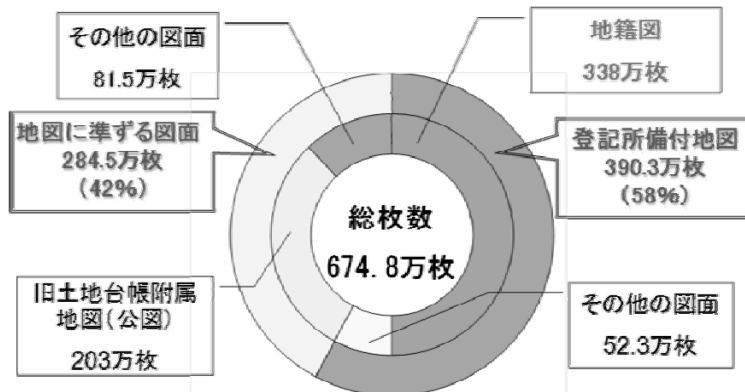 その他の図面
81.5万枚
地籍図
338万枚
地図に準ずる図面
284.5万枚
(42%)
登記所備付地図
390.3万枚
(58%)
総枚数
674.8万枚
旧土地台帳附属
地図(公図)
203万枚
その他の図面
52.3万枚